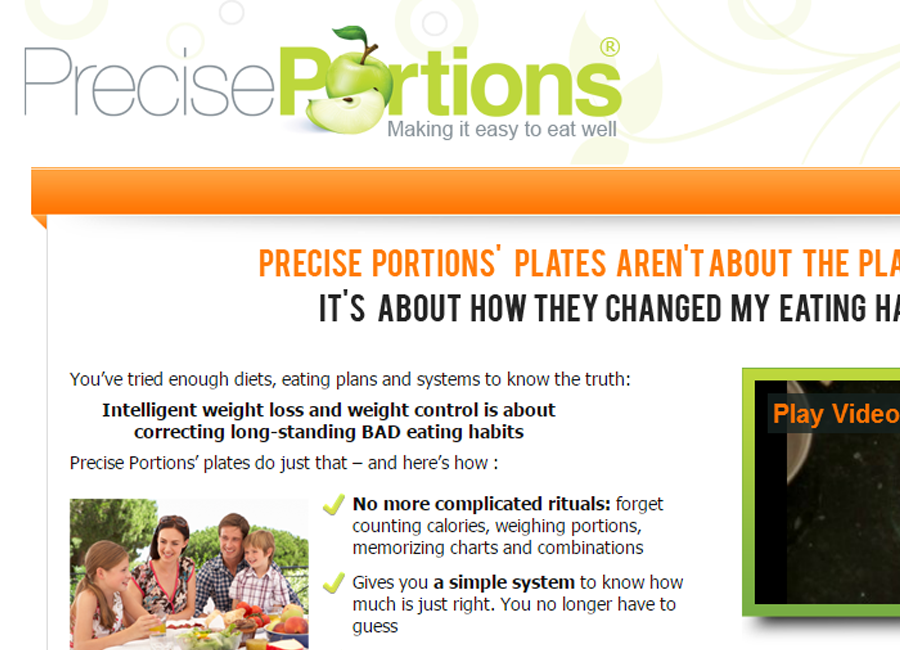 PrecisePortions®
Making it easy to eat well
PRECISE PORTIONS' PLATES AREN'T ABOUT THE PLA
IT'S ABOUT HOW THEY CHANGED MY EATING HA
You've tried enough diets, eating plans and systems to know the truth:
Intelligent weight loss and weight control is about
correcting long-standing BAD eating habits
Precise Portions' plates do just that – and here's how :
No more complicated rituals: forget
counting calories, weighing portions,
memorizing charts and combinations
Gives you a simple system to know how
much is just right. You no longer have to
guess
Play Video